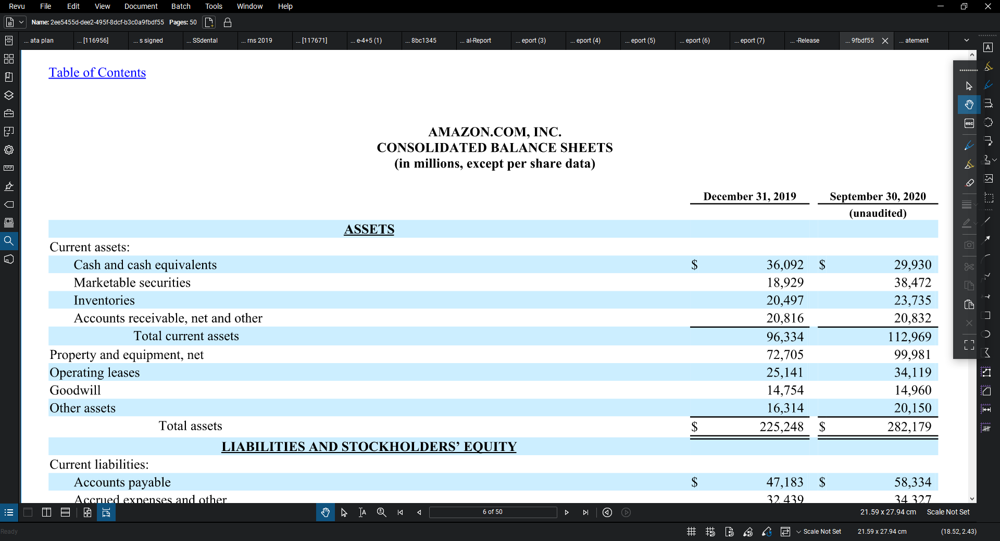 Revu File Edit View Document Batch Tools Window Help
Name: 2ee5455d-dee2-495f-8dcf-b3c0a9fbdf55 Pages: 50
... ata plan ... [116956] ... s signed ... SSdental ... rns 2019 ... [117671] ... e-4+5 (1) ... 8bc1345 ... al-Report ... eport (3) ... eport (4) ... eport (5) ... eport (6) ... eport (7) ... -Release ... 9fbdf55 ... atement
Table of Contents
AMAZON.COM, INC.
CONSOLIDATED BALANCE SHEETS
(in millions, except per share data)
December 31, 2019 September 30, 2020
(unaudited)
ASSETS
Current assets:
Cash and cash equivalents $ 36,092 $ 29,930
Marketable securities 18,929 38,472
Inventories 20,497 23,735
Accounts receivable, net and other 20,816 20,832
Total current assets 96,334 112,969
Property and equipment, net 72,705 99,981
Operating leases 25,141 34,119
Goodwill 14,754 14,960
Other assets 16,314 20,150
Total assets $ 225,248 $ 282,179
LIABILITIES AND STOCKHOLDERS’ EQUITY
Current liabilities:
Accounts payable $ 47,183 $ 58,334
Accrued expenses and other 32,439 34,327
esc
A
6 of 50
21.59 x 27.94 cm Scale Not Set
Ready
Scale Not Set 21.59 x 27.94 cm (18.52, 2.43)